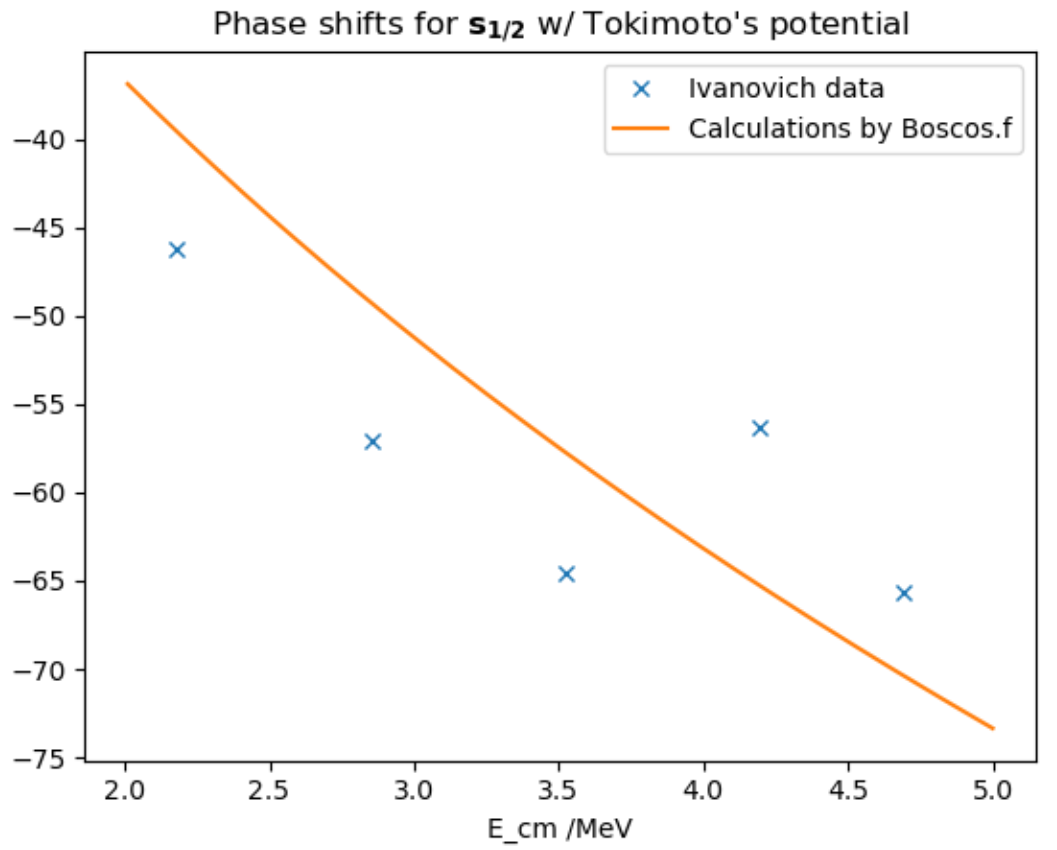 Phase shifts for s1/2 w/ Tokimoto's potential
Ivanovich data
Calculations by Boscos.f
−40
−45
−50
−55
−60
−65
−70
−75
2.0 2.5 3.0 3.5 4.0 4.5 5.0
E_cm /MeV